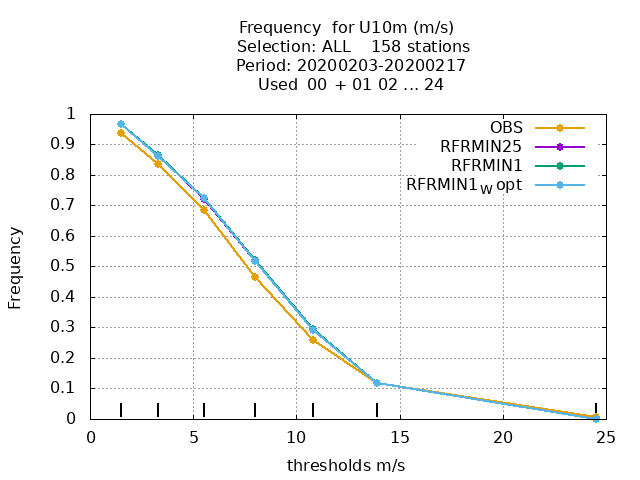 Frequency for U10m (m/s)
Selection: ALL 158 stations
Period: 20200203-20200217
Used 00 + 01 02 ... 24
OBS
RFRMIN25
RFRMIN1
RFRMIN1w opt
1
0.9
0.8
0.7
0.6
0.5
0.4
0.3
0.2
0.1
0
Frequency
0 5 10 15 20 25
thresholds m/s